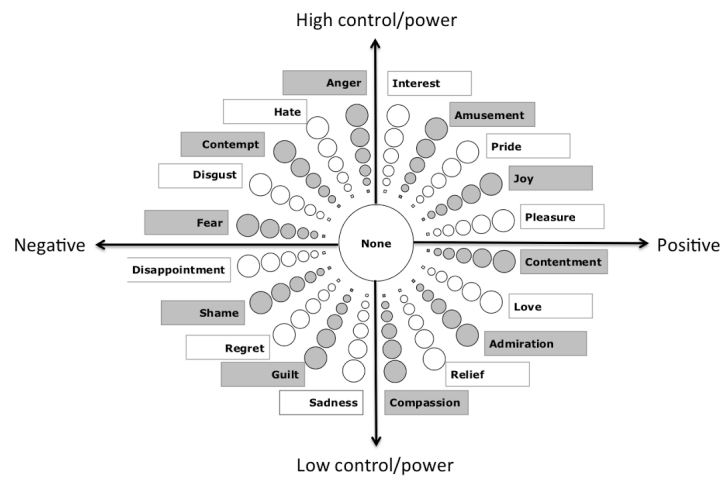 High control/power
Anger
Interest
Hate
Amusement
Contempt
Pride
Disgust
Joy
Fear
Pleasure
Negative
None
Positive
Disappointment
Contentment
Shame
Love
Regret
Admiration
Guilt
Relief
Sadness
Compassion
Low control/power